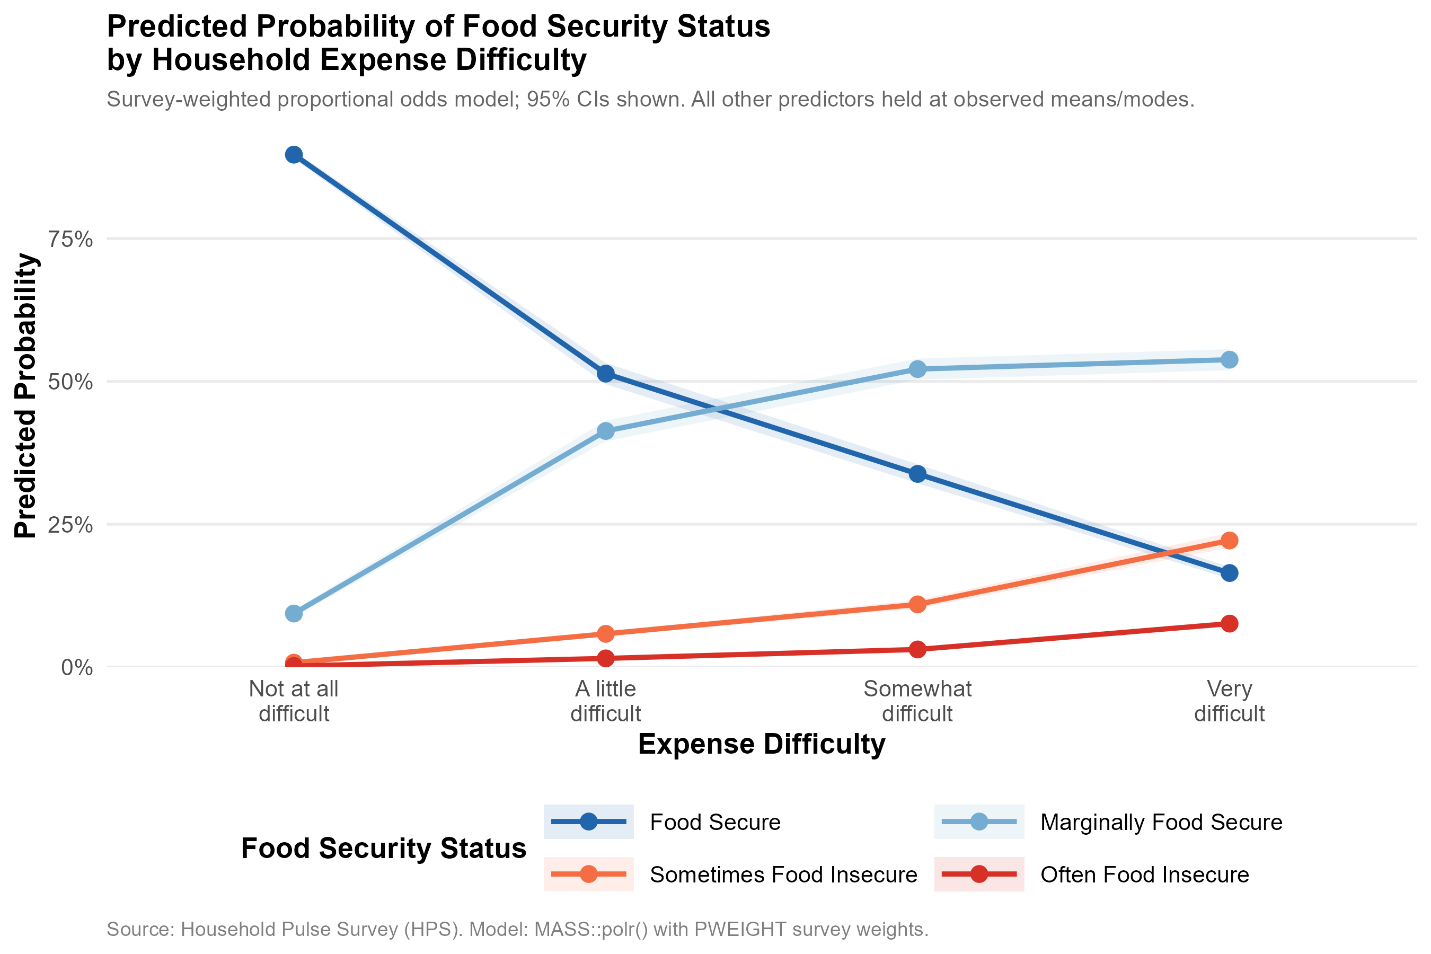 Predicted Probability of Food Security Status
by Household Expense Difficulty
Survey-weighted proportional odds model; 95% CIs shown. All other predictors held at observed means/modes.
Predicted Probability
75%
50%
25%
0%
Not at all
difficult
A little
difficult
Somewhat
difficult
Very
difficult
Expense Difficulty
Food Security Status
Food Secure
Marginally Food Secure
Sometimes Food Insecure
Often Food Insecure
Source: Household Pulse Survey (HPS). Model: MASS::polr() with PWEIGHT survey weights.